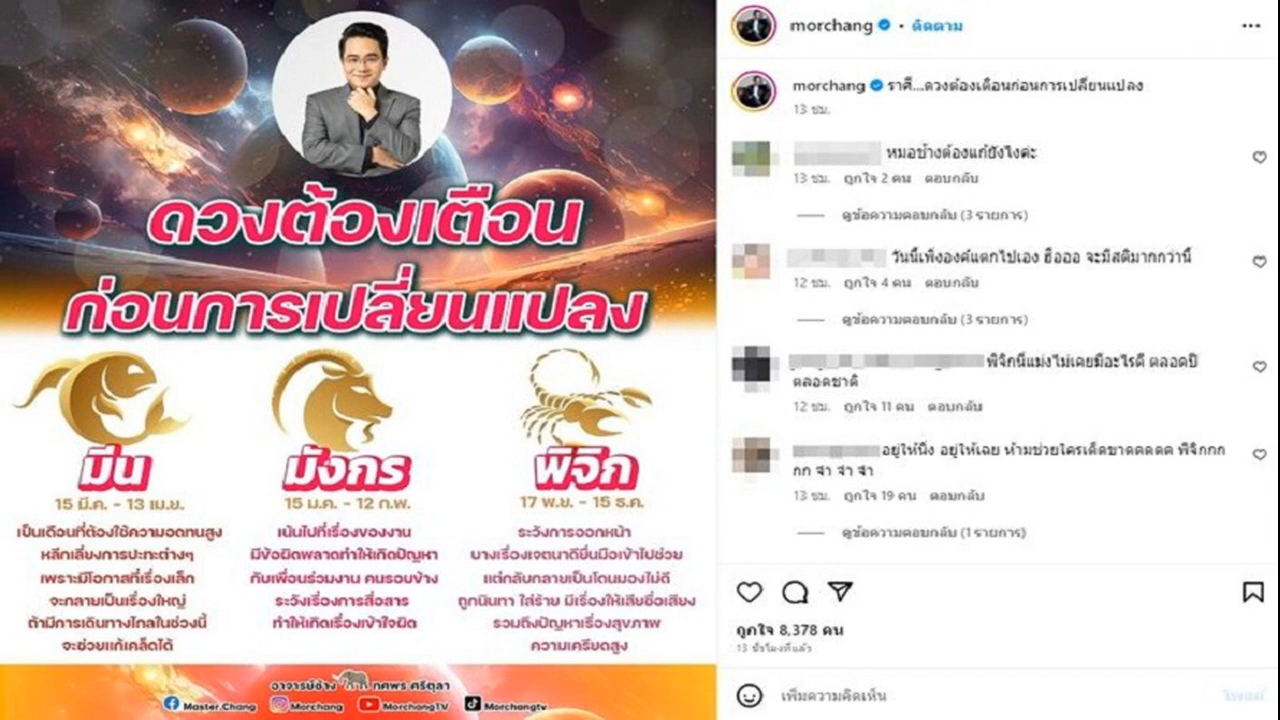 ดวงต้องเตือน
ก่อนการเปลี่ยนแปลง
มีน
15 มี.ค. - 13 เม.ย.
เป็นเดือนที่ต้องใช้ความอดทนสูง
หลีกเลี่ยงการปะทะต่างๆ
เพราะมีโอกาสที่เรื่องเล็ก
จะกลายเป็นเรื่องใหญ่
ถ้ามีการเดินทางไกลในช่วงนี้
จะช่วยแก้เคล็ดได้
มังกร
15 ม.ค. - 12 ก.พ.
เน้นไปที่เรื่องของงาน
มีข้อผิดพลาดทำให้เกิดปัญหา
กับเพื่อนร่วมงาน คนรอบข้าง
ระวังเรื่องการสื่อสาร
ทำให้เกิดเรื่องเข้าใจผิด
พิจิก
17 พ.ย. - 15 ธ.ค.
ระวังการออกหน้า
บางเรื่องเจตนาดียื่นมือเข้าไปช่วย
แต่กลับกลายเป็นโดนมองไม่ดี
ถูกนินทา ใส่ร้าย มีเรื่องให้เสียชื่อเสียง
รวมถึงปัญหาเรื่องสุขภาพ
ความเครียดสูง
อาจารย์ช้าง ทศพร ศรีตุลา
Master.Chang Morchang MorchangTV Morchangtv
morchang • ติดตาม
morchang ราศี...ดวงต้องเตือนก่อนการเปลี่ยนแปลง
13 ชม.
หมอช้างต้องแก้ยังไงค่ะ
13 ชม. ถูกใจ 2 คน ตอบกลับ
ดูข้อความตอบกลับ (3 รายการ)
วันนี้เพิ่งองค์แตกไปเอง ฮือออ จะมีสติมากกว่านี้
12 ชม. ถูกใจ 4 คน ตอบกลับ
ดูข้อความตอบกลับ (3 รายการ)
พิจิกนี่แม่งไม่เคยมีอะไรดี ตลอดปี
ตลอดชาติ
12 ชม. ถูกใจ 11 คน ตอบกลับ
อยู่ให้นิ่ง อยู่ให้เฉย ห้ามช่วยใครเด็ดขาดตดตต พิจิกกก
กก จำ จำ จำ
13 ชม. ถูกใจ 19 คน ตอบกลับ
ดูข้อความตอบกลับ (1 รายการ)
ถูกใจ 8,378 คน
13 ชั่วโมงที่แล้ว
เพิ่มความคิดเห็น
โพสต์